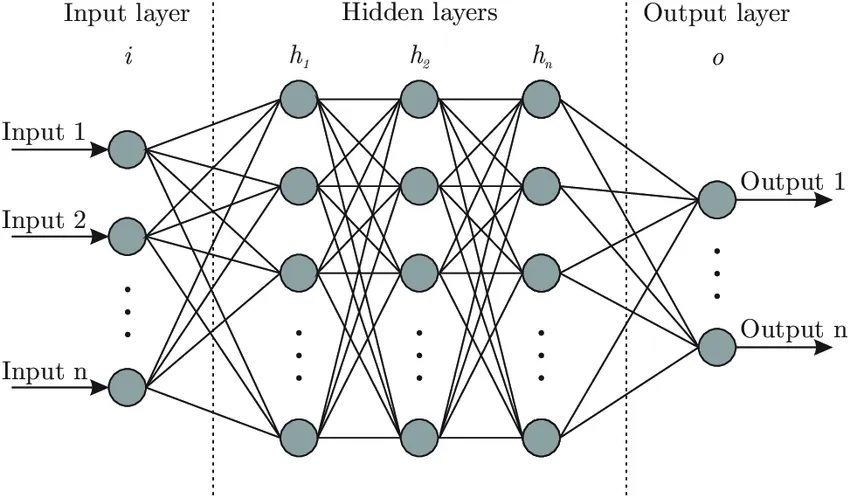 Input layer
Hidden layers
Output layer
i
h1
h2
hn
o
Input 1
Input 2
Input n
Output 1
Output n